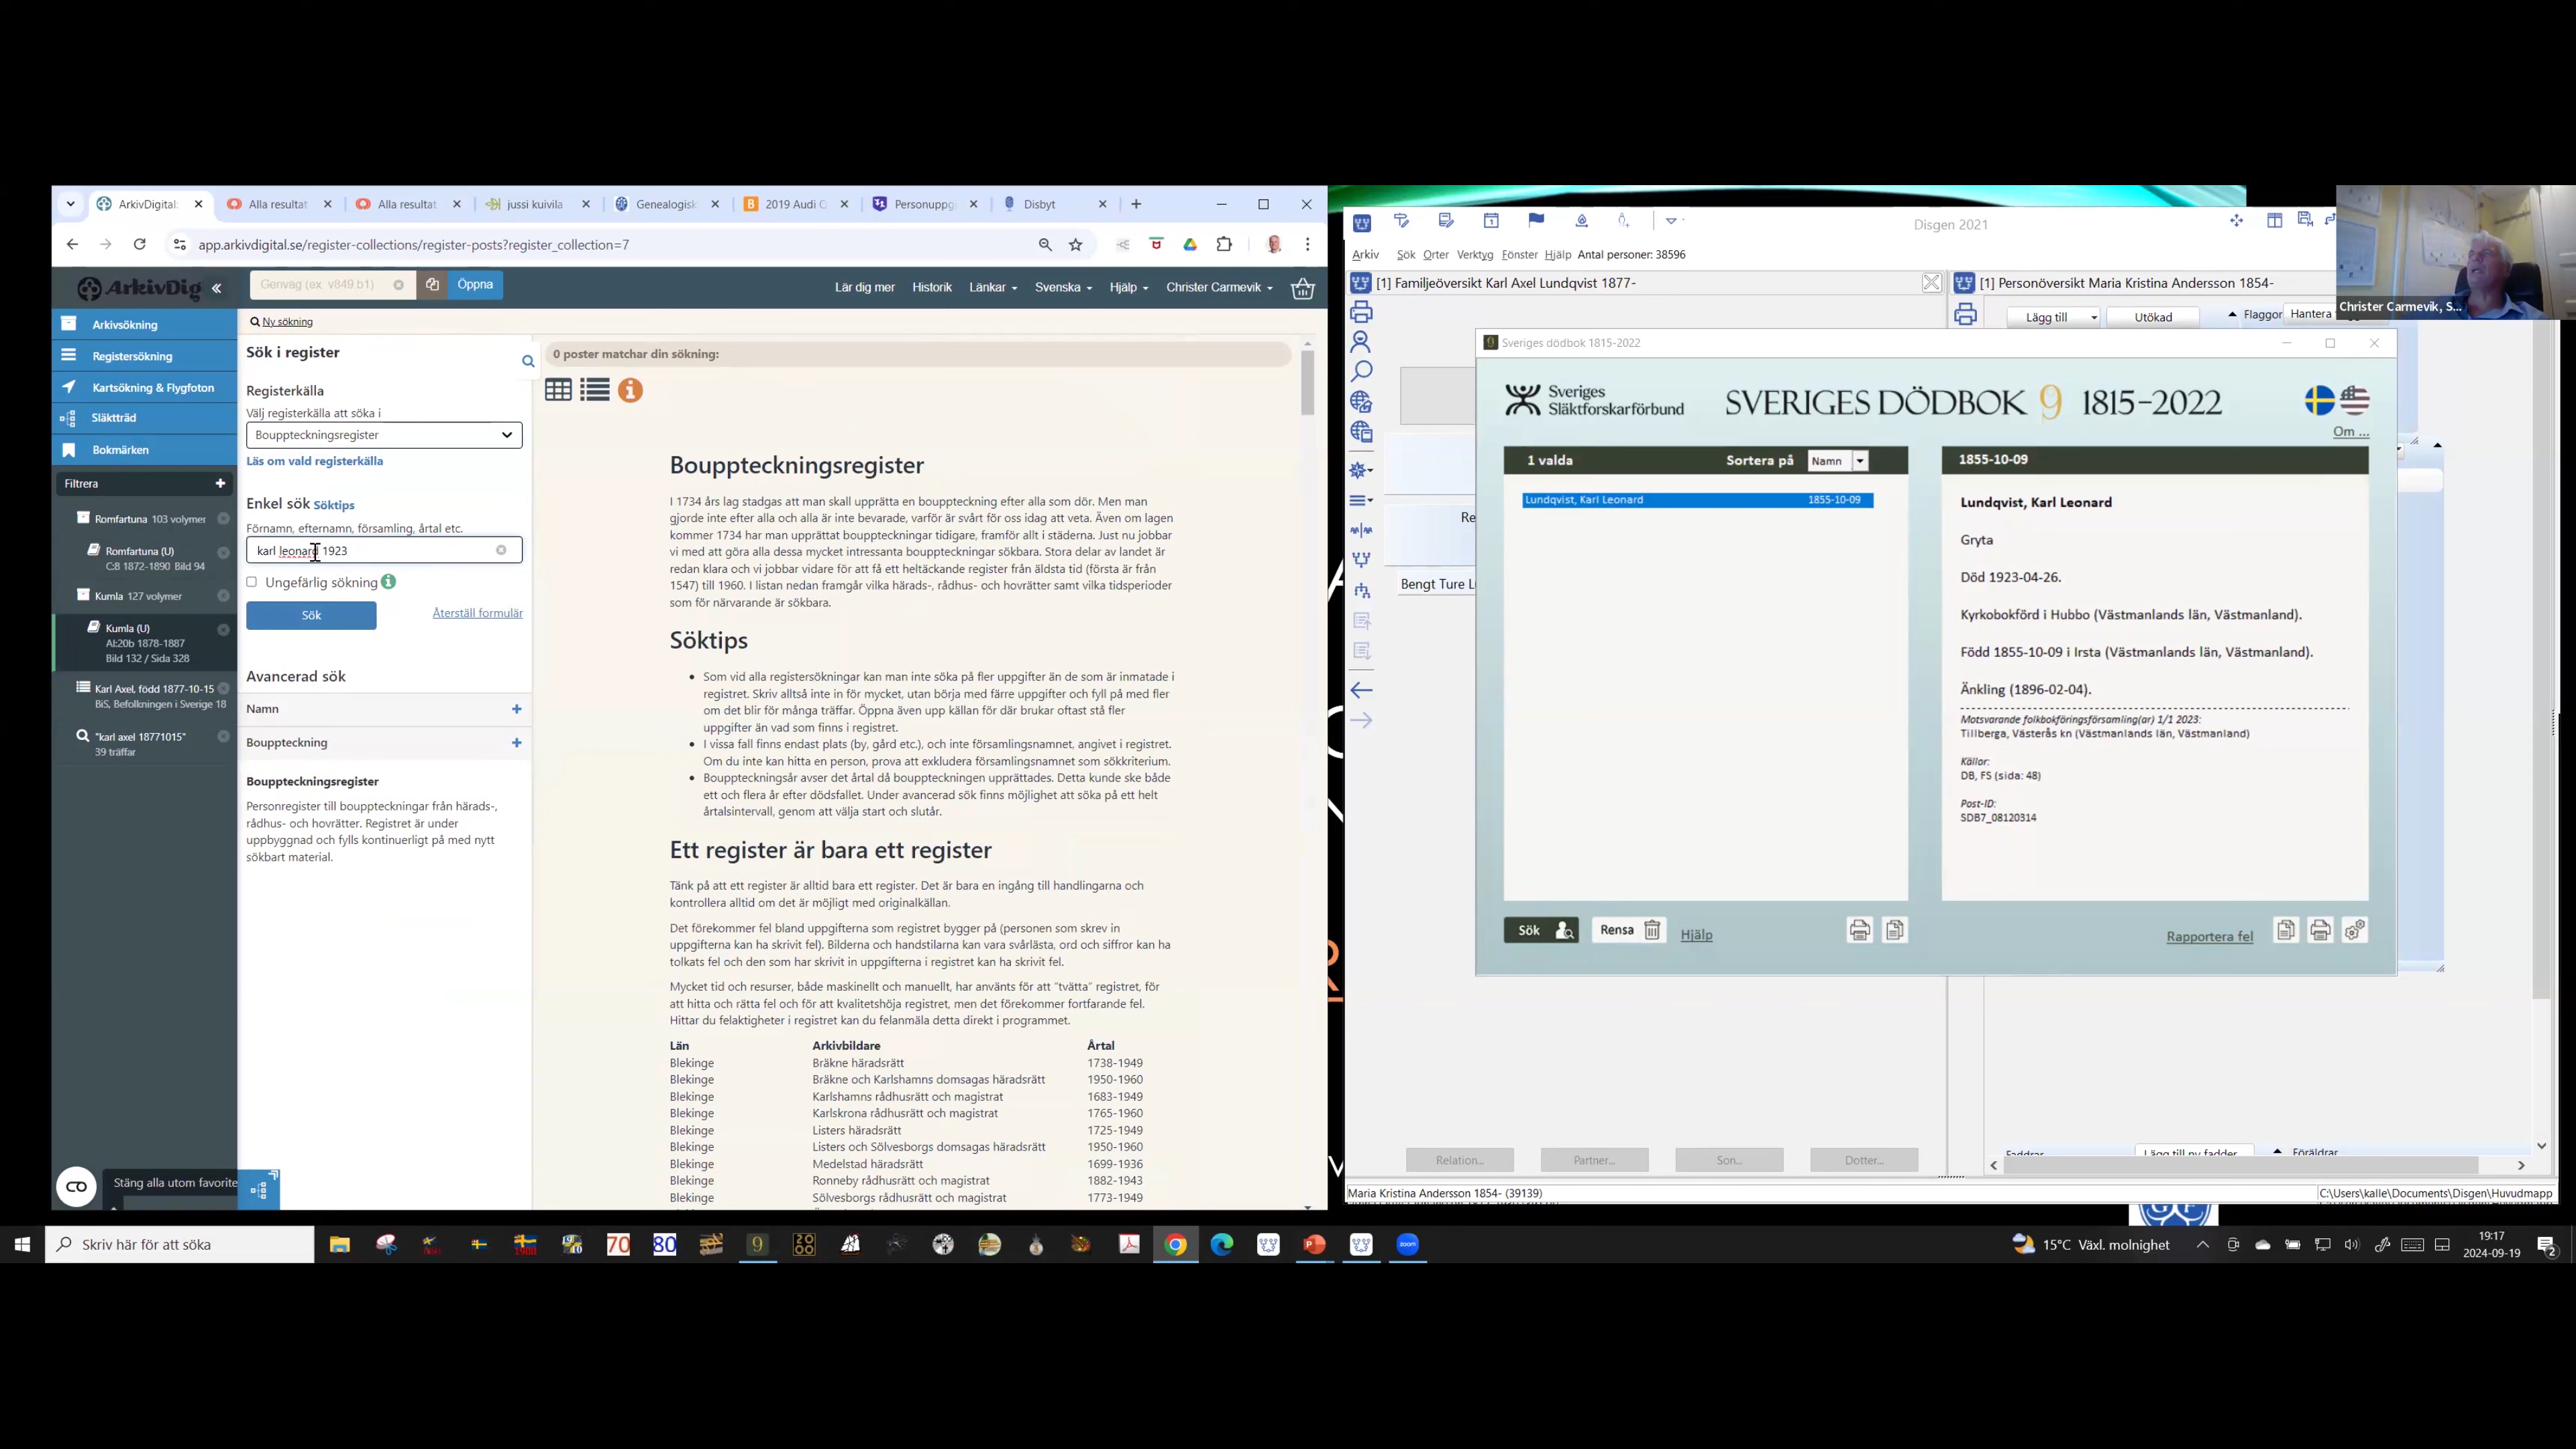 ArkivDigital:
Alla resultat
Alla resultat
jussi kuivila
Genealogisk
2019 Audi Q
Personuppg
Disbyt
app.arkivdigital.se/register-collections/register-posts?register_collection=7
ArkivDig
Genväg (ex. v849.b1)
Öppna
Lär dig mer
Historik
Länkar
Svenska
Hjälp
Christer Carmevik
Arkivsökning
Registersökning
Kartsökning & Flygfoton
Släktträd
Bokmärken
Filtrera
Romfartuna 103 volymer
Romfartuna (U)
C:8 1872-1890 Bild 94
Kumla 127 volymer
Kumla (U)
AI:20b 1878-1887
Bild 132 / Sida 328
Karl Axel, född 1877-10-15
BiS, Befolkningen i Sverige 18
"karl axel 18771015"
39 träffar
Stäng alla utom favorite
Ny sökning
Sök i register
Registerkälla
Välj registerkälla att söka i
Bouppteckningsregister
Läs om vald registerkälla
Enkel sök Söktips
Förnamn, efternamn, församling, årtal etc.
karl leonard 1923
Ungefärlig sökning
Sök
Återställ formulär
Avancerad sök
Namn
Bouppteckning
Bouppteckningsregister
Personregister till bouppteckningar från härads-,
rådhus- och hovrätter. Registret är under
uppbyggnad och fylls kontinuerligt på med nytt
sökbart material.
0 poster matchar din sökning:
Bouppteckningsregister
I 1734 års lag stadgas att man skall upprätta en bouppteckning efter alla som dör. Men man
gjorde inte efter alla och alla är inte bevarade, varför är svårt för oss idag att veta. Även om lagen
kommer 1734 har man upprättat bouppteckningar tidigare, framför allt i städerna. Just nu jobbar
vi med att göra alla dessa mycket intressanta bouppteckningar sökbara. Stora delar av landet är
redan klara och vi jobbar vidare för att få ett heltäckande register från äldsta tid (första är från
1547) till 1960. I listan nedan framgår vilka härads-, rådhus- och hovrätter samt vilka tidsperioder
som för närvarande är sökbara.
Söktips
Som vid alla registersökningar kan man inte söka på fler uppgifter än de som är inmatade i
registret. Skriv alltså inte in för mycket, utan börja med färre uppgifter och fyll på med fler
om det blir för många träffar. Öppna även upp källan för där brukar oftast stå fler
uppgifter än vad som finns i registret.
I vissa fall finns endast plats (by, gård etc.), och inte församlingsnamnet, angivet i registret.
Om du inte kan hitta en person, prova att exkludera församlingsnamnet som sökkriterium.
Bouppteckningsår avser det årtal då bouppteckningen upprättades. Detta kunde ske både
ett och flera år efter dödsfallet. Under avancerad sök finns möjlighet att söka på ett helt
årtalsintervall, genom att välja start och slutår.
Ett register är bara ett register
Tänk på att ett register är alltid bara ett register. Det är bara en ingång till handlingarna och
kontrollera alltid om det är möjligt med originalkällan.
Det förekommer fel bland uppgifterna som registret bygger på (personen som skrev in
uppgifterna kan ha skrivit fel). Bilderna och handstilarna kan vara svårlästa, ord och siffror kan ha
tolkats fel och den som har skrivit in uppgifterna i registret kan ha skrivit fel.
Mycket tid och resurser, både maskinellt och manuellt, har använts för att "tvätta" registret, för
att hitta och rätta fel och för att kvalitetshöja registret, men det förekommer fortfarande fel.
Hittar du felaktigheter i registret kan du felanmäla detta direkt i programmet.
Län Arkivbildare Årtal
Blekinge Bräkne häradsrätt 1738-1949
Blekinge Bräkne och Karlshamns domsagas häradsrätt 1950-1960
Blekinge Karlshamns rådhusrätt och magistrat 1683-1949
Blekinge Karlskrona rådhusrätt och magistrat 1765-1960
Blekinge Listers häradsrätt 1725-1949
Blekinge Listers och Sölvesborgs domsagas häradsrätt 1950-1960
Blekinge Medelstad häradsrätt 1699-1936
Blekinge Ronneby rådhusrätt och magistrat 1882-1943
Blekinge Sölvesborgs rådhusrätt och magistrat 1773-1949
Disgen 2021
Arkiv Sök Orter Verktyg Fönster Hjälp Antal personer: 38596
[1] Familjeöversikt Karl Axel Lundqvist 1877-
[1] Personöversikt Maria Kristina Andersson 1854-
Lägg till
Utökad
Flaggor
Hantera
Christer Carmevik, S...
Re
Bengt Ture L
Sveriges dödbok 1815-2022
Sveriges
Släktforskarförbund
SVERIGES DÖDBOK 9 1815–2022
Om ...
1 valda
Sortera på
Namn
Lundqvist, Karl Leonard 1855-10-09
1855-10-09
Lundqvist, Karl Leonard
Gryta
Död 1923-04-26.
Kyrkobokförd i Hubbo (Västmanlands län, Västmanland).
Född 1855-10-09 i Irsta (Västmanlands län, Västmanland).
Änkling (1896-02-04).
Motsvarande folkbokföringsförsamling(ar) 1/1 2023:
Tillberga, Västerås kn (Västmanlands län, Västmanland)
Källor:
DB, FS (sida: 48)
Post-ID:
SDB7_08120314
Sök
Rensa
Hjälp
Rapportera fel
Relation...
Partner...
Son...
Dotter...
Faddrar
Lägg till ny fadder
Föräldrar
Maria Kristina Andersson 1854- (39139)
C:\Users\kalle\Documents\Disgen\Huvudmapp
Skriv här för att söka
70
80
9
zoom
15°C Växl. molnighet
19:17
2024-09-19
2